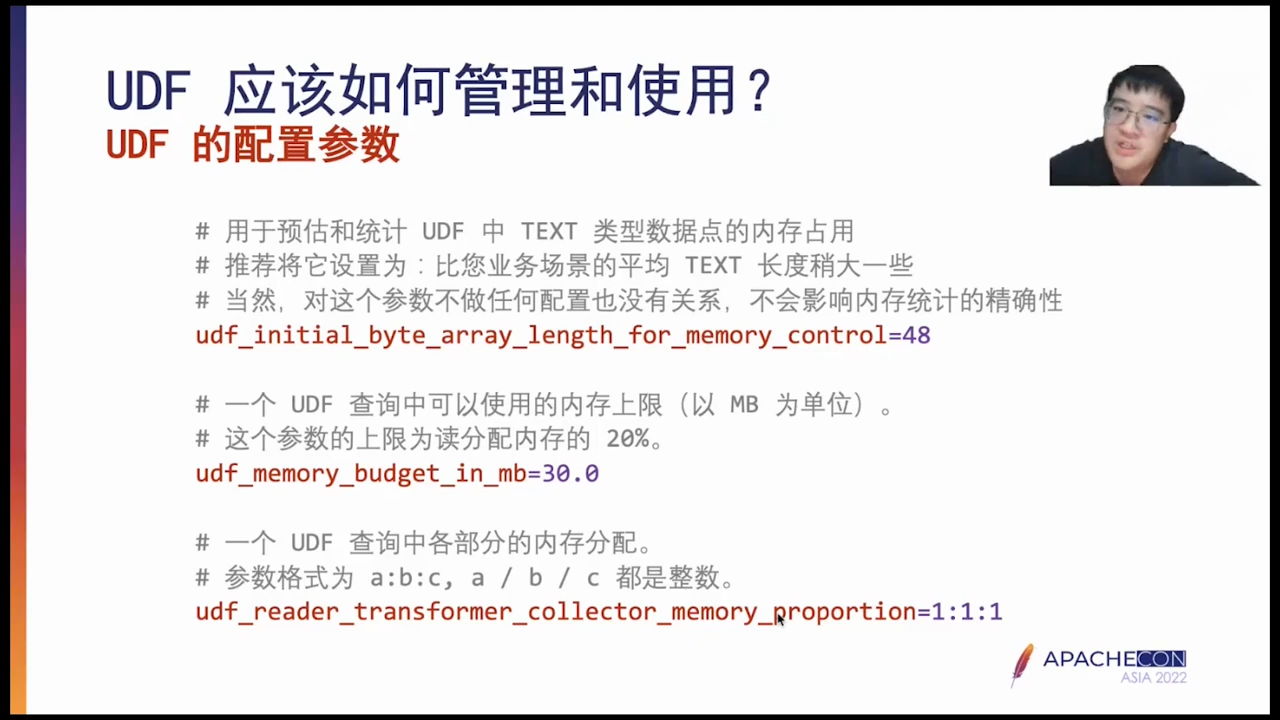 UDF 应该如何管理和使用？
UDF 的配置参数
# 用于预估和统计 UDF 中 TEXT 类型数据点的内存占用
# 推荐将它设置为：比您业务场景的平均 TEXT 长度稍大一些
# 当然，对这个参数不做任何配置也没有关系，不会影响内存统计的精确性
udf_initial_byte_array_length_for_memory_control=48
# 一个 UDF 查询中可以使用的内存上限（以 MB 为单位）。
# 这个参数的上限为读分配内存的 20%。
udf_memory_budget_in_mb=30.0
# 一个 UDF 查询中各部分的内存分配。
# 参数格式为 a:b:c, a / b / c 都是整数。
udf_reader_transformer_collector_memory_proportion=1:1:1
APACHECON
ASIA 2022